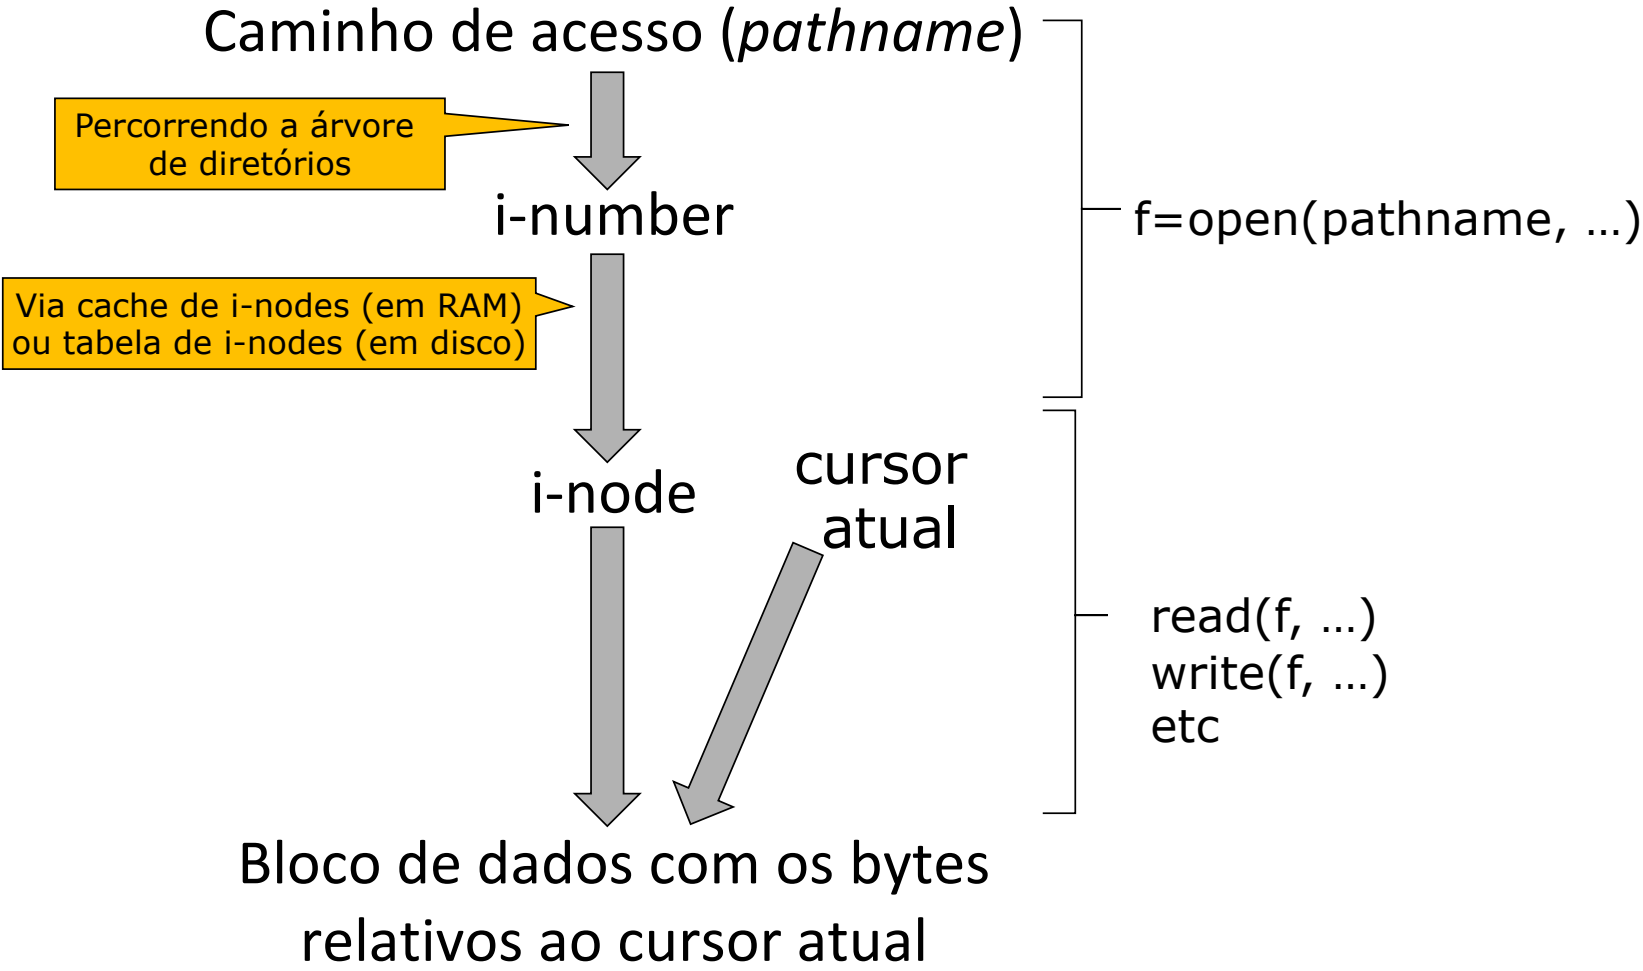 Caminho de acesso (pathname)
Percorrendo a árvore
de diretórios
i-number
f=open(pathname, …)
Via cache de i-nodes (em RAM)
ou tabela de i-nodes (em disco)
i-node
cursor
atual
read(f, …)
write(f, …)
etc
Bloco de dados com os bytes
relativos ao cursor atual